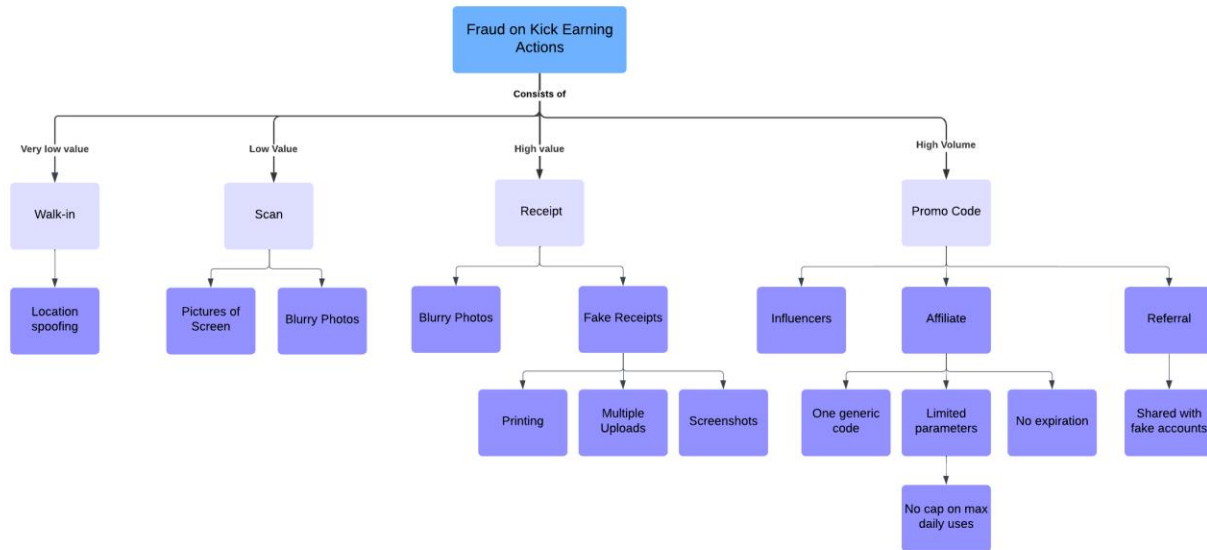 Fraud on Kick Earning
Actions
Consists of
Very low value
Low Value
High value
High Volume
Walk-in
Scan
Receipt
Promo Code
Location
spoofing
Pictures of
Screen
Blurry Photos
Blurry Photos
Fake Receipts
Influencers
Affiliate
Referral
Printing
Multiple
Uploads
Screenshots
One generic
code
Limited
parameters
No expiration
Shared with
fake accounts
No cap on max
daily uses